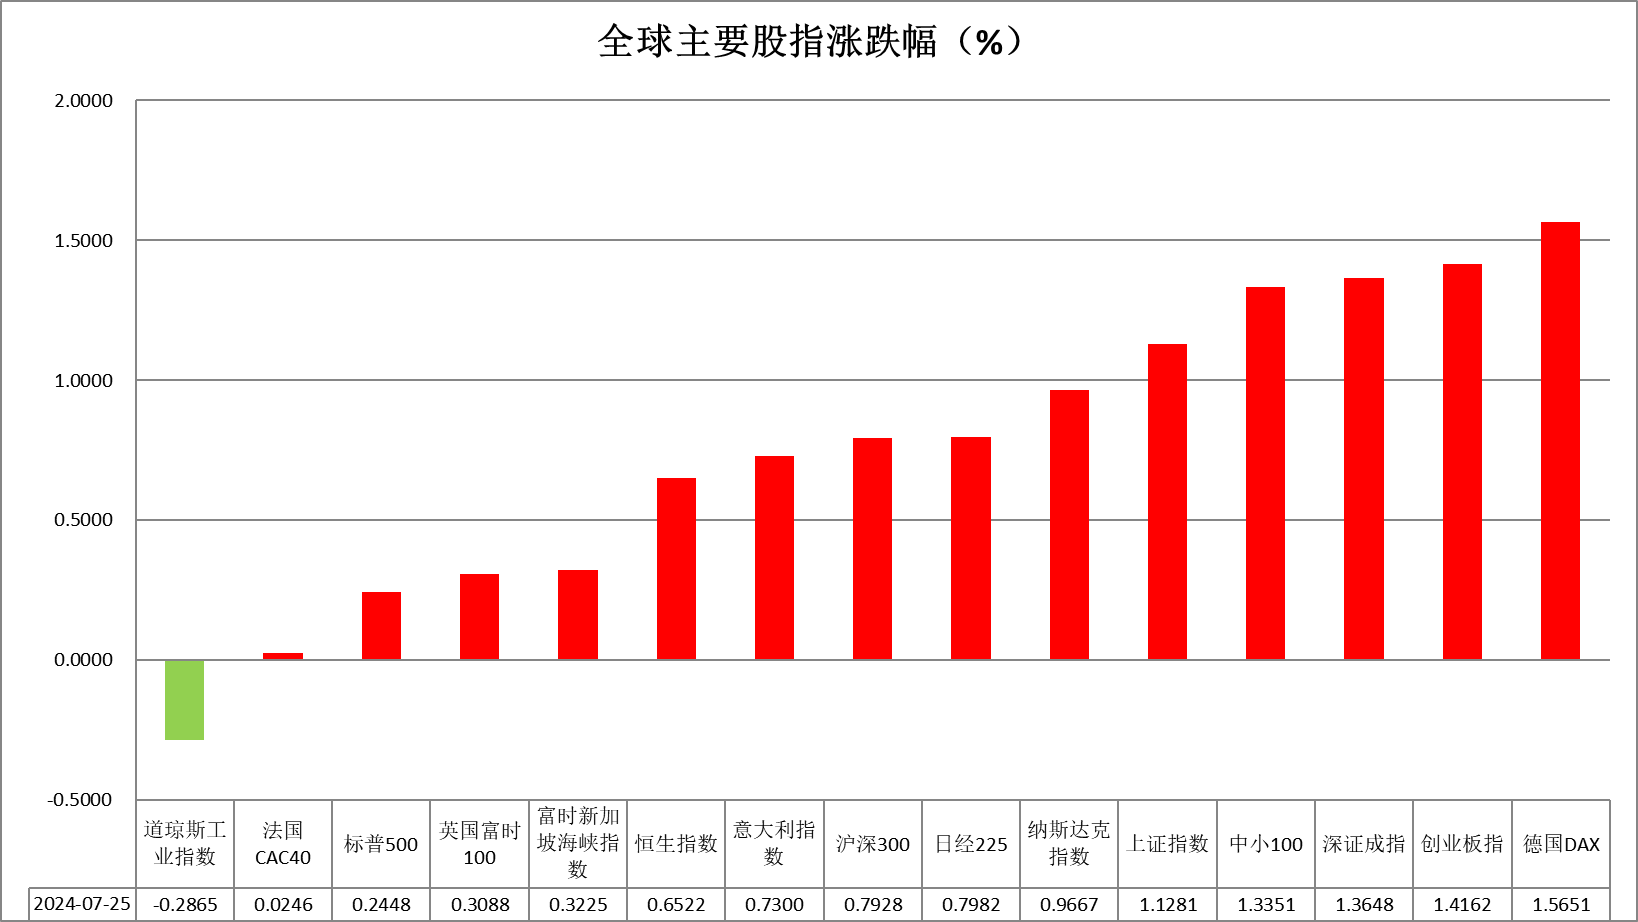 全球主要股指涨跌幅（%）
2.0000
1.5000
1.0000
0.5000
0.0000
-0.5000
道琼斯工
业指数
法国
CAC40
标普500
英国富时
100
富时新加
坡海峡指
数
恒生指数
意大利指
数
沪深300
日经225
纳斯达克
指数
上证指数
中小100
深证成指
创业板指
德国DAX
2024-07-25 -0.2865 0.0246 0.2448 0.3088 0.3225 0.6522 0.7300 0.7928 0.7982 0.9667 1.1281 1.3351 1.3648 1.4162 1.5651